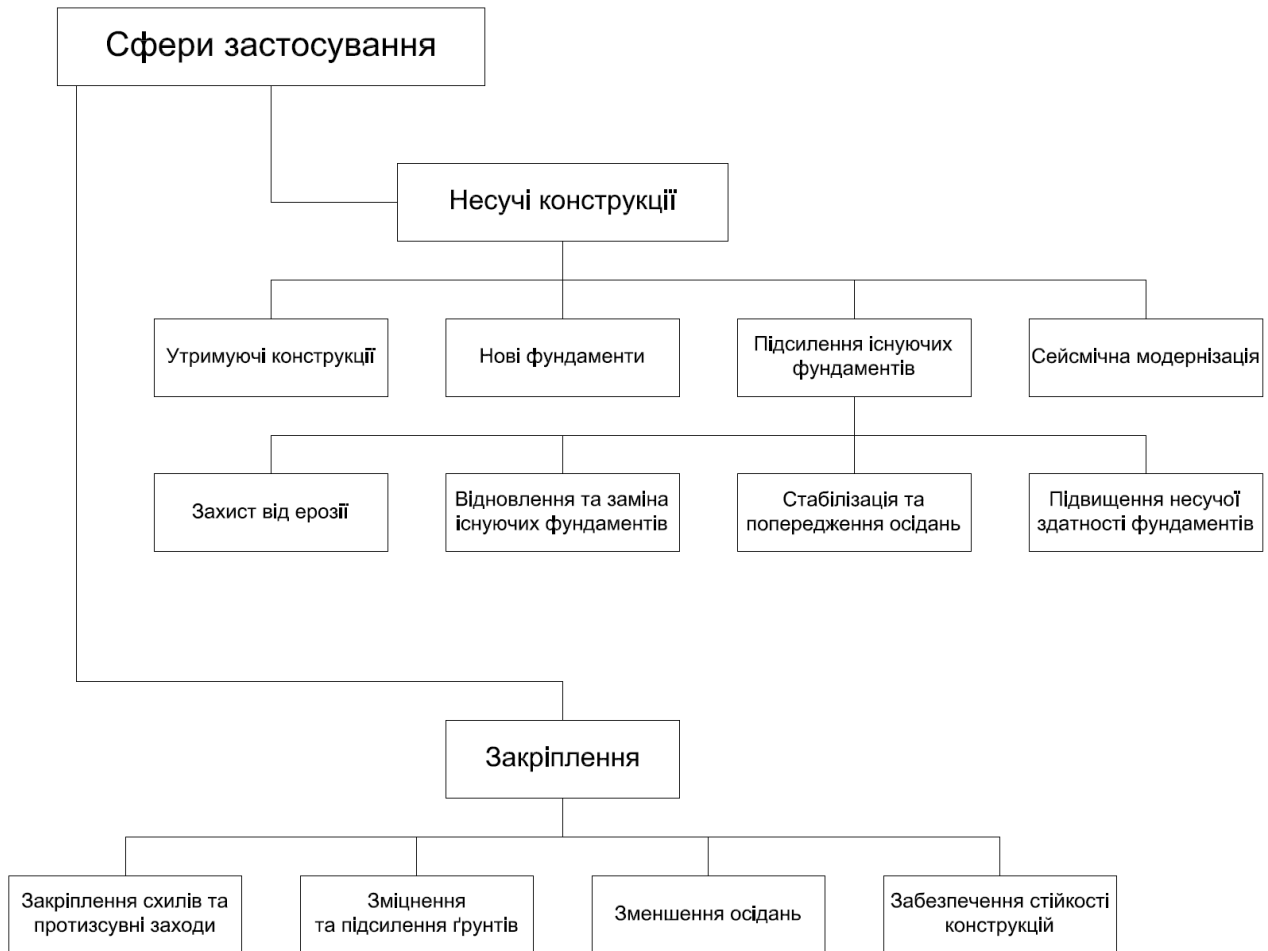 Сфери застосування
Несучі конструкції
Утримуючі конструкції
Нові фундаменти
Підсилення існуючих
фундаментів
Сейсмічна модернізація
Захист від ерозії
Відновлення та заміна
існуючих фундаментів
Стабілізація та
попередження осідань
Підвищення несучої
здатності фундаментів
Закріплення
Закріплення схилів та
протизсувні заходи
Зміцнення
та підсилення ґрунтів
Зменшення осідань
Забезпечення стійкості
конструкцій